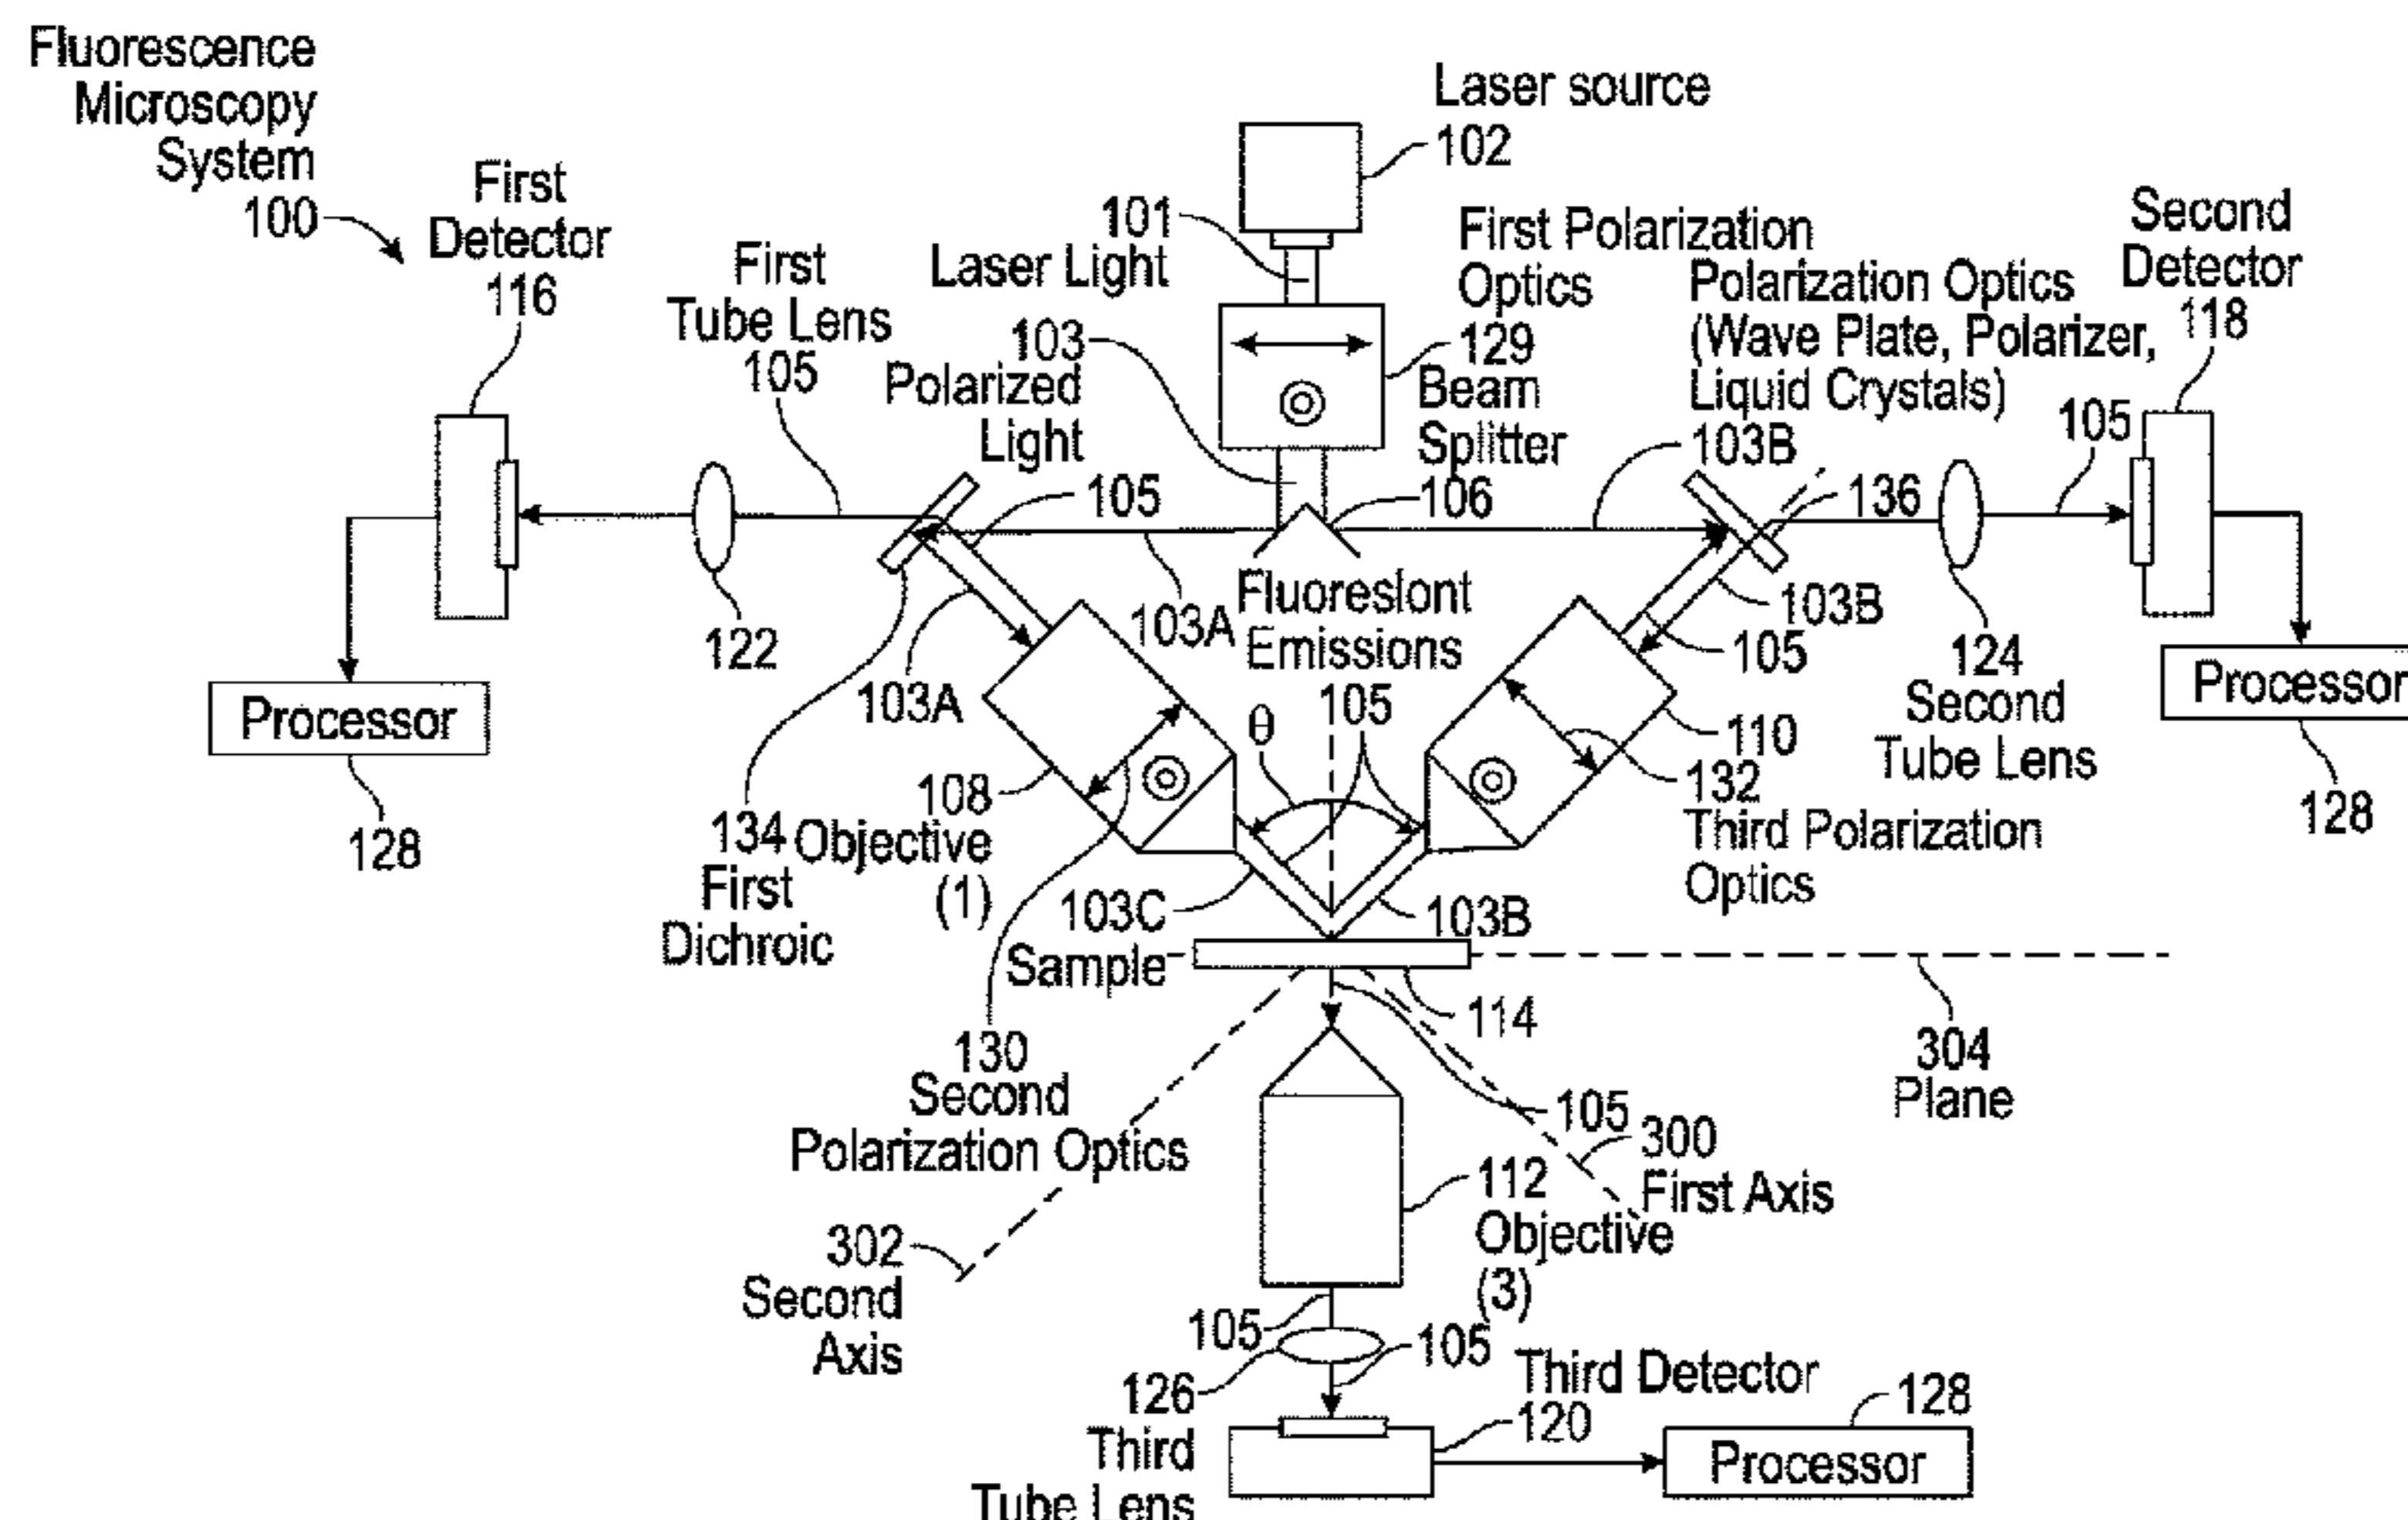 Fluorescence
Microscopy
System
100
First
Detector
116
First
Tube Lens
105
Laser source
102
101
Laser Light
103
Polarized
Light
First Polarization
Optics
129
Beam
Splitter
106
Polarization Optics
(Wave Plate, Polarizer,
Liquid Crystals)
103B
Second
Detector
118
105
136
105
103A
Fluoresfont
Emissions
105
θ
103B
105
122
103A
124
Second
Tube Lens
Processor
128
Processor
128
110
132
Third Polarization
Optics
108
Objective
(1)
134
First
Dichroic
103C
103B
Sample
114
130
Second
Polarization Optics
304
Plane
105
300
First Axis
302
Second
Axis
112
Objective
(3)
105
105
126
Third
Tube Lens
Third Detector
120
128
Processor